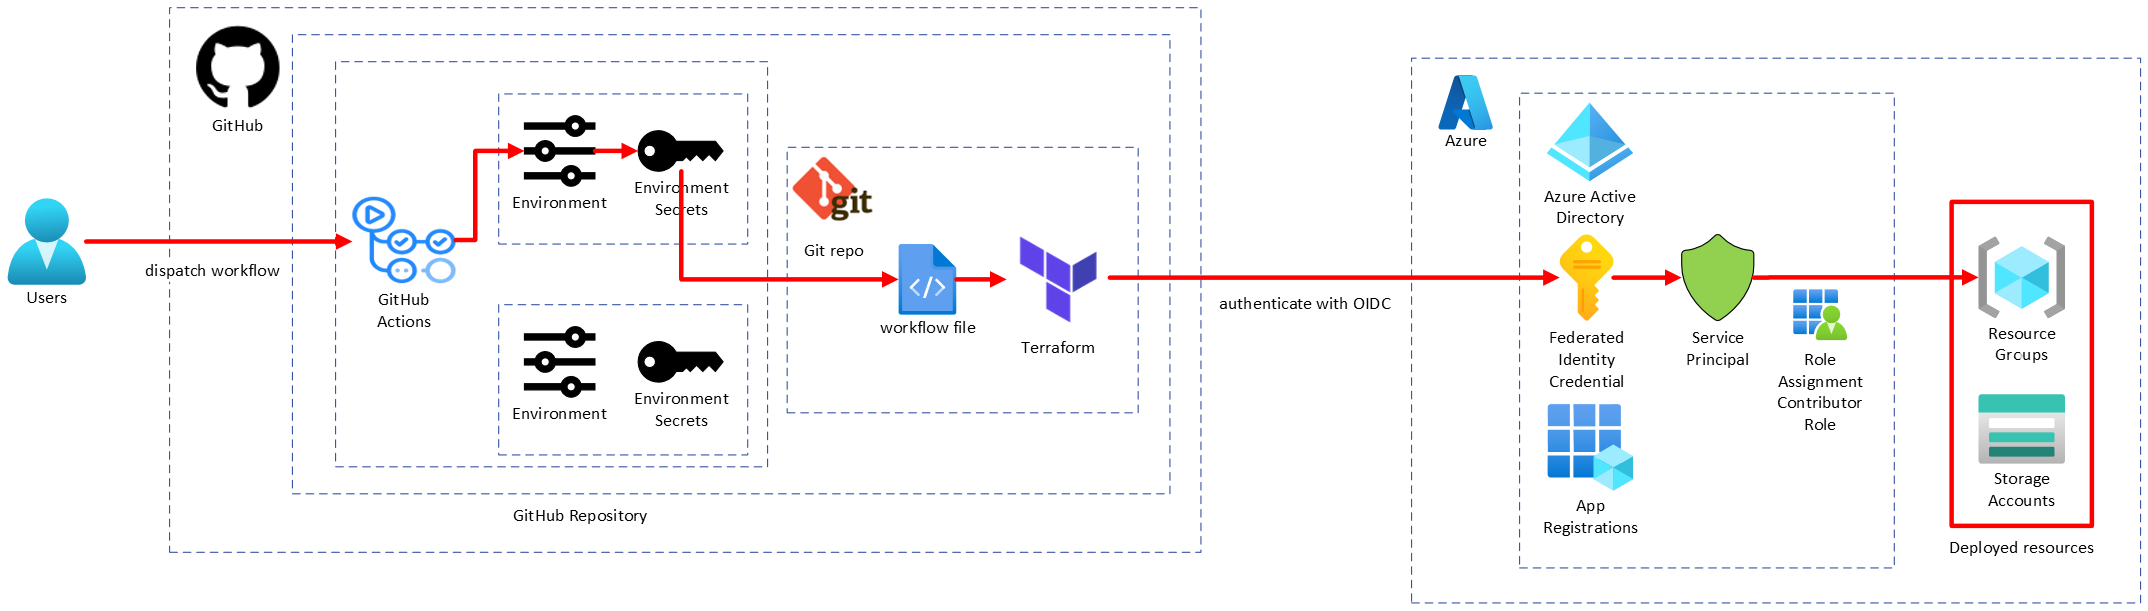 GitHub
Users
dispatch workflow
GitHub
Actions
Environment
Environment
Secrets
Environment
Environment
Secrets
GitHub Repository
git
Git repo
workflow file
Terraform
authenticate with OIDC
Azure
Azure Active
Directory
Federated
Identity
Credential
App
Registrations
Service
Principal
Role
Assignment
Contributor
Role
Resource
Groups
Storage
Accounts
Deployed resources